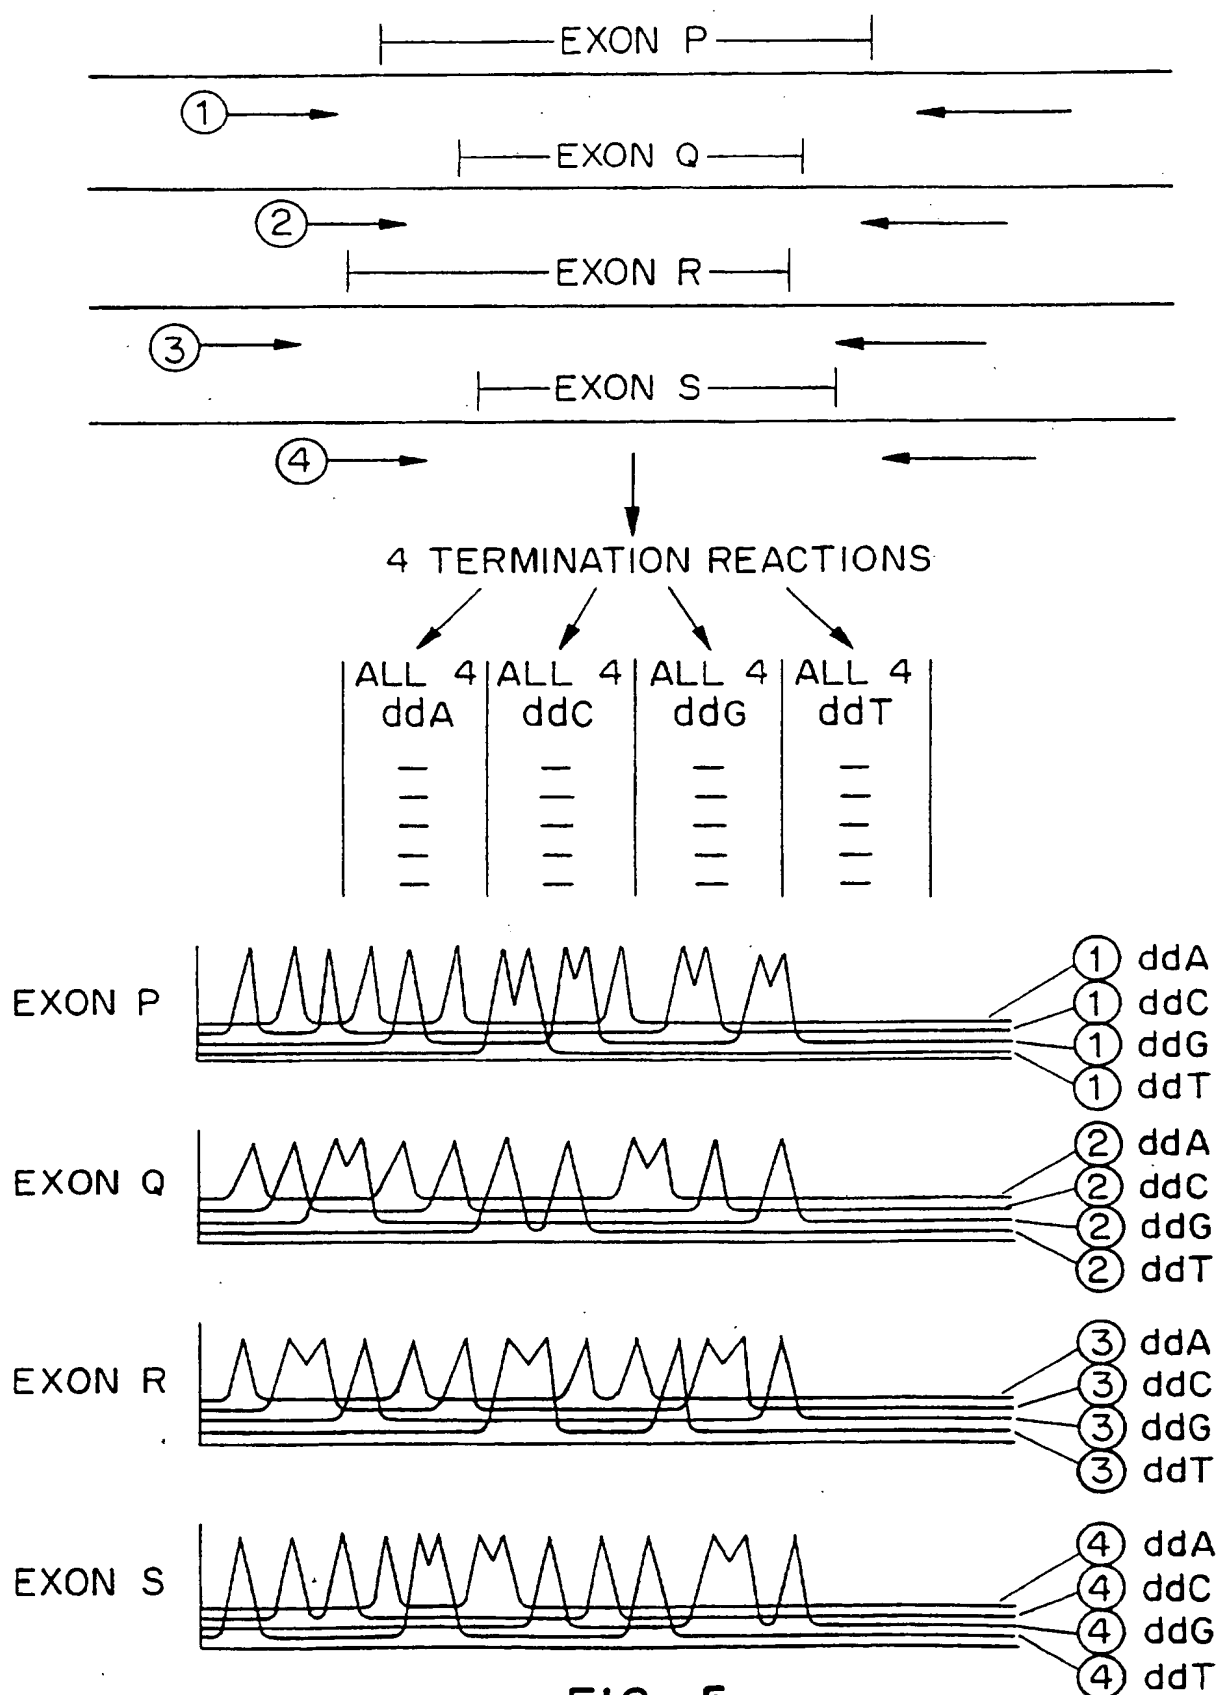 EXON P
1
EXON Q
2
EXON R
3
EXON S
4
4 TERMINATION REACTIONS
ALL 4 ALL 4 ALL 4 ALL 4
ddA ddC ddG ddT
EXON P
1 ddA
1 ddC
1 ddG
1 ddT
EXON Q
2 ddA
2 ddC
2 ddG
2 ddT
EXON R
3 ddA
3 ddC
3 ddG
3 ddT
EXON S
4 ddA
4 ddC
4 ddG
4 ddT
FIG. 5